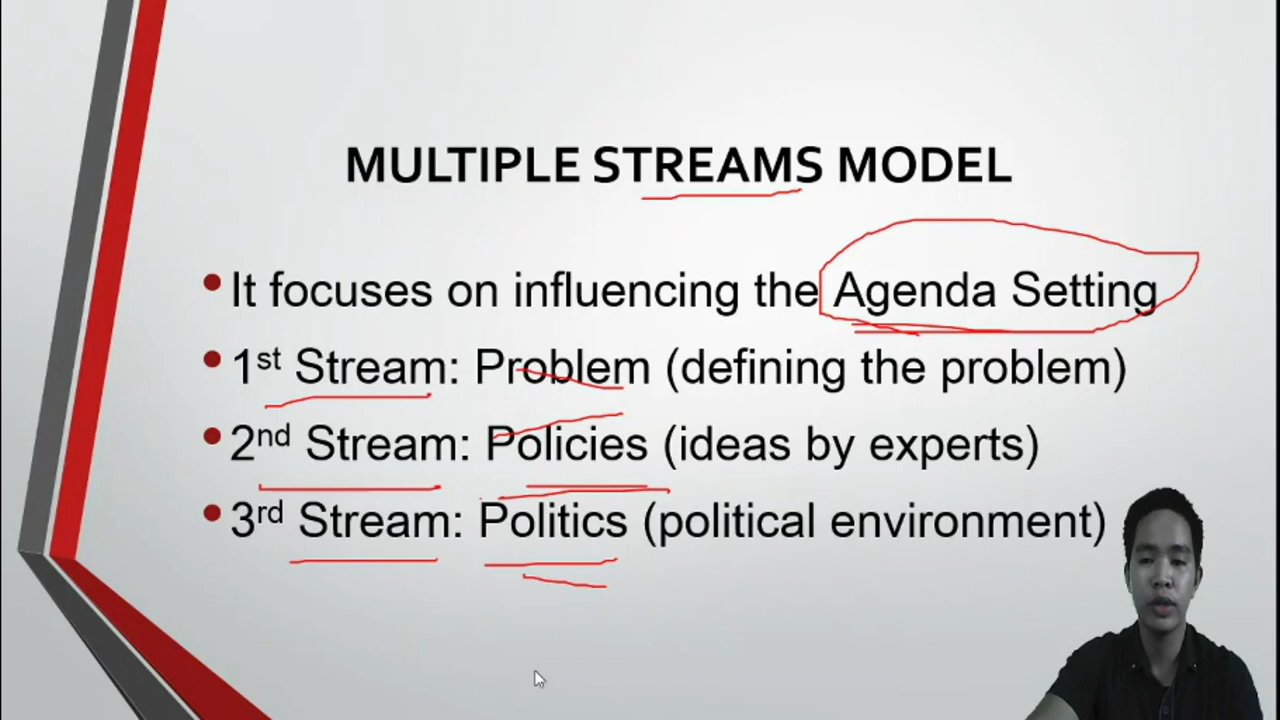 MULTIPLE STREAMS MODEL
• It focuses on influencing the Agenda Setting
• 1st Stream: Problem (defining the problem)
• 2nd Stream: Policies (ideas by experts)
• 3rd Stream: Politics (political environment)